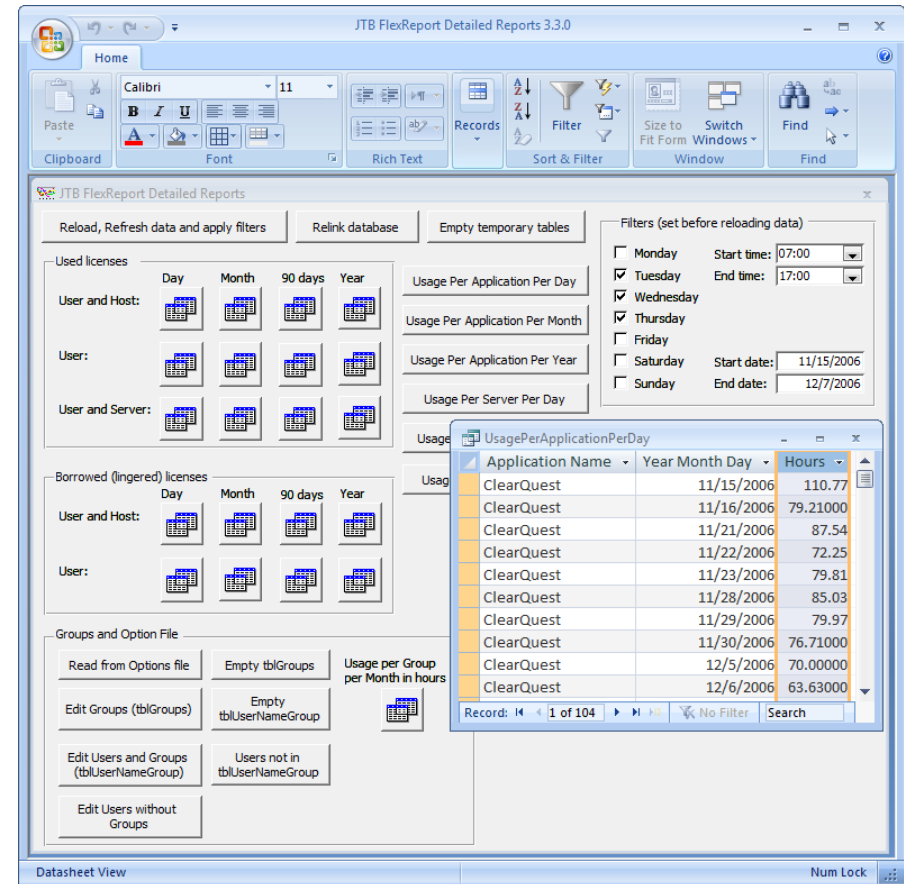 JTB FlexReport Detailed Reports 3.3.0
Home
Paste
Clipboard
Calibri 11
B I U
A
Font
Rich Text
Records
Filter
Sort & Filter
Size to Fit Form
Switch Windows
Window
Find
Find
JTB FlexReport Detailed Reports
Reload, Refresh data and apply filters
Relink database
Empty temporary tables
Used licenses
Day Month 90 days Year
User and Host:
User:
User and Server:
Usage Per Application Per Day
Usage Per Application Per Month
Usage Per Application Per Year
Usage Per Server Per Day
Usage
Usag
Filters (set before reloading data)
Monday Start time: 07:00
Tuesday End time: 17:00
Wednesday
Thursday
Friday
Saturday Start date: 11/15/2006
Sunday End date: 12/7/2006
Borrowed (lingered) licenses
Day Month 90 days Year
User and Host:
User:
UsagePerApplicationPerDay
Application Name Year Month Day Hours
ClearQuest 11/15/2006 110.77
ClearQuest 11/16/2006 79.21000
ClearQuest 11/21/2006 87.54
ClearQuest 11/22/2006 72.25
ClearQuest 11/23/2006 79.81
ClearQuest 11/28/2006 85.03
ClearQuest 11/29/2006 79.97
ClearQuest 11/30/2006 76.71000
ClearQuest 12/5/2006 70.00000
ClearQuest 12/6/2006 63.63000
Record: 1 of 104 No Filter Search
Groups and Option File
Read from Options file
Empty tblGroups
Usage per Group
per Month in hours
Edit Groups (tblGroups)
Empty
tblUserNameGroup
Edit Users and Groups
(tblUserNameGroup)
Users not in
tblUserNameGroup
Edit Users without
Groups
Datasheet View
Num Lock